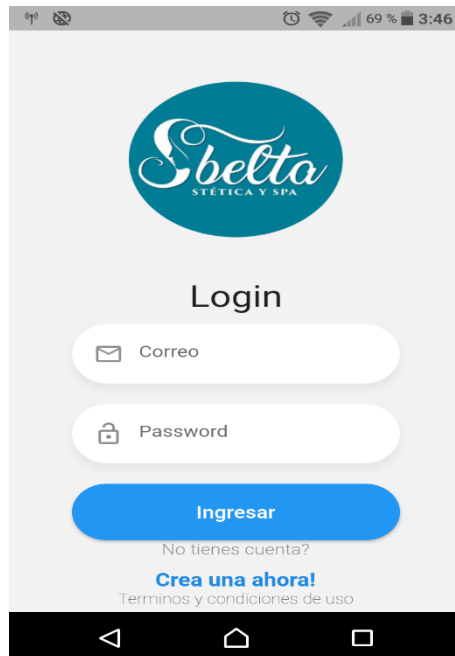 69 % 3:46
Sbelta
STÉTICA Y SPA
Login
Correo
Password
Ingresar
No tienes cuenta?
Crea una ahora!
Terminos y condiciones de uso